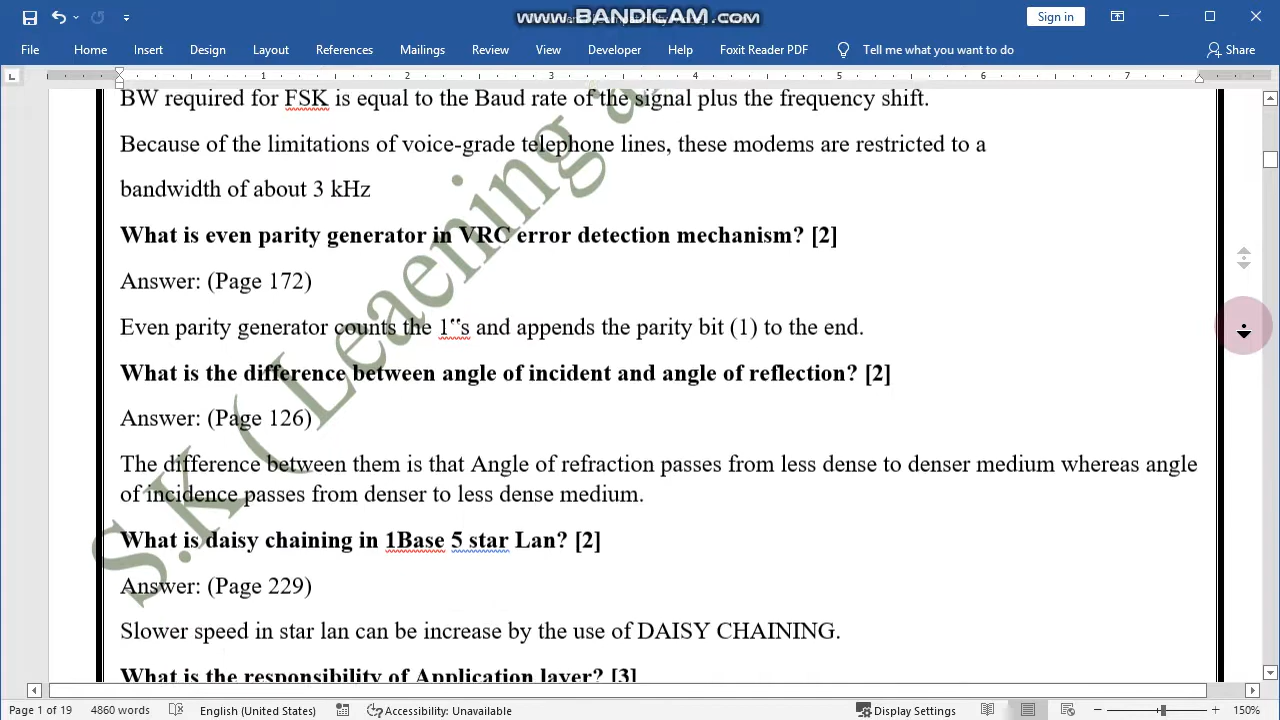 www.BANDICAM.com
Sign in
File Home Insert Design Layout References Mailings Review View Developer Help Foxit Reader PDF Tell me what you want to do Share
1 2 3 4 5 6 7
BW required for FSK is equal to the Baud rate of the signal plus the frequency shift.
Because of the limitations of voice-grade telephone lines, these modems are restricted to a
bandwidth of about 3 kHz
What is even parity generator in VRC error detection mechanism? [2]
Answer: (Page 172)
Even parity generator counts the 1"s and appends the parity bit (1) to the end.
What is the difference between angle of incident and angle of reflection? [2]
Answer: (Page 126)
The difference between them is that Angle of refraction passes from less dense to denser medium whereas angle
of incidence passes from denser to less dense medium.
What is daisy chaining in 1Base 5 star Lan? [2]
Answer: (Page 229)
Slower speed in star lan can be increase by the use of DAISY CHAINING.
What is the responsibility of Application layer? [3]
S.K ( Leaening
Page 1 of 19 4860 words English (United States) Accessibility: Unavailable Display Settings 150%